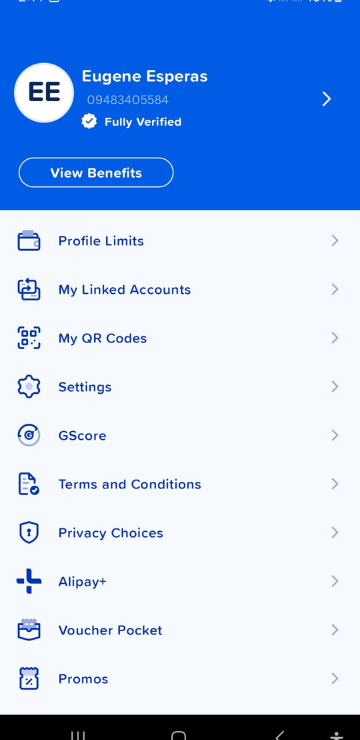 EE
Eugene Esperas
09483405584
Fully Verified
View Benefits
Profile Limits
My Linked Accounts
My QR Codes
Settings
GScore
Terms and Conditions
Privacy Choices
Alipay+
Voucher Pocket
Promos